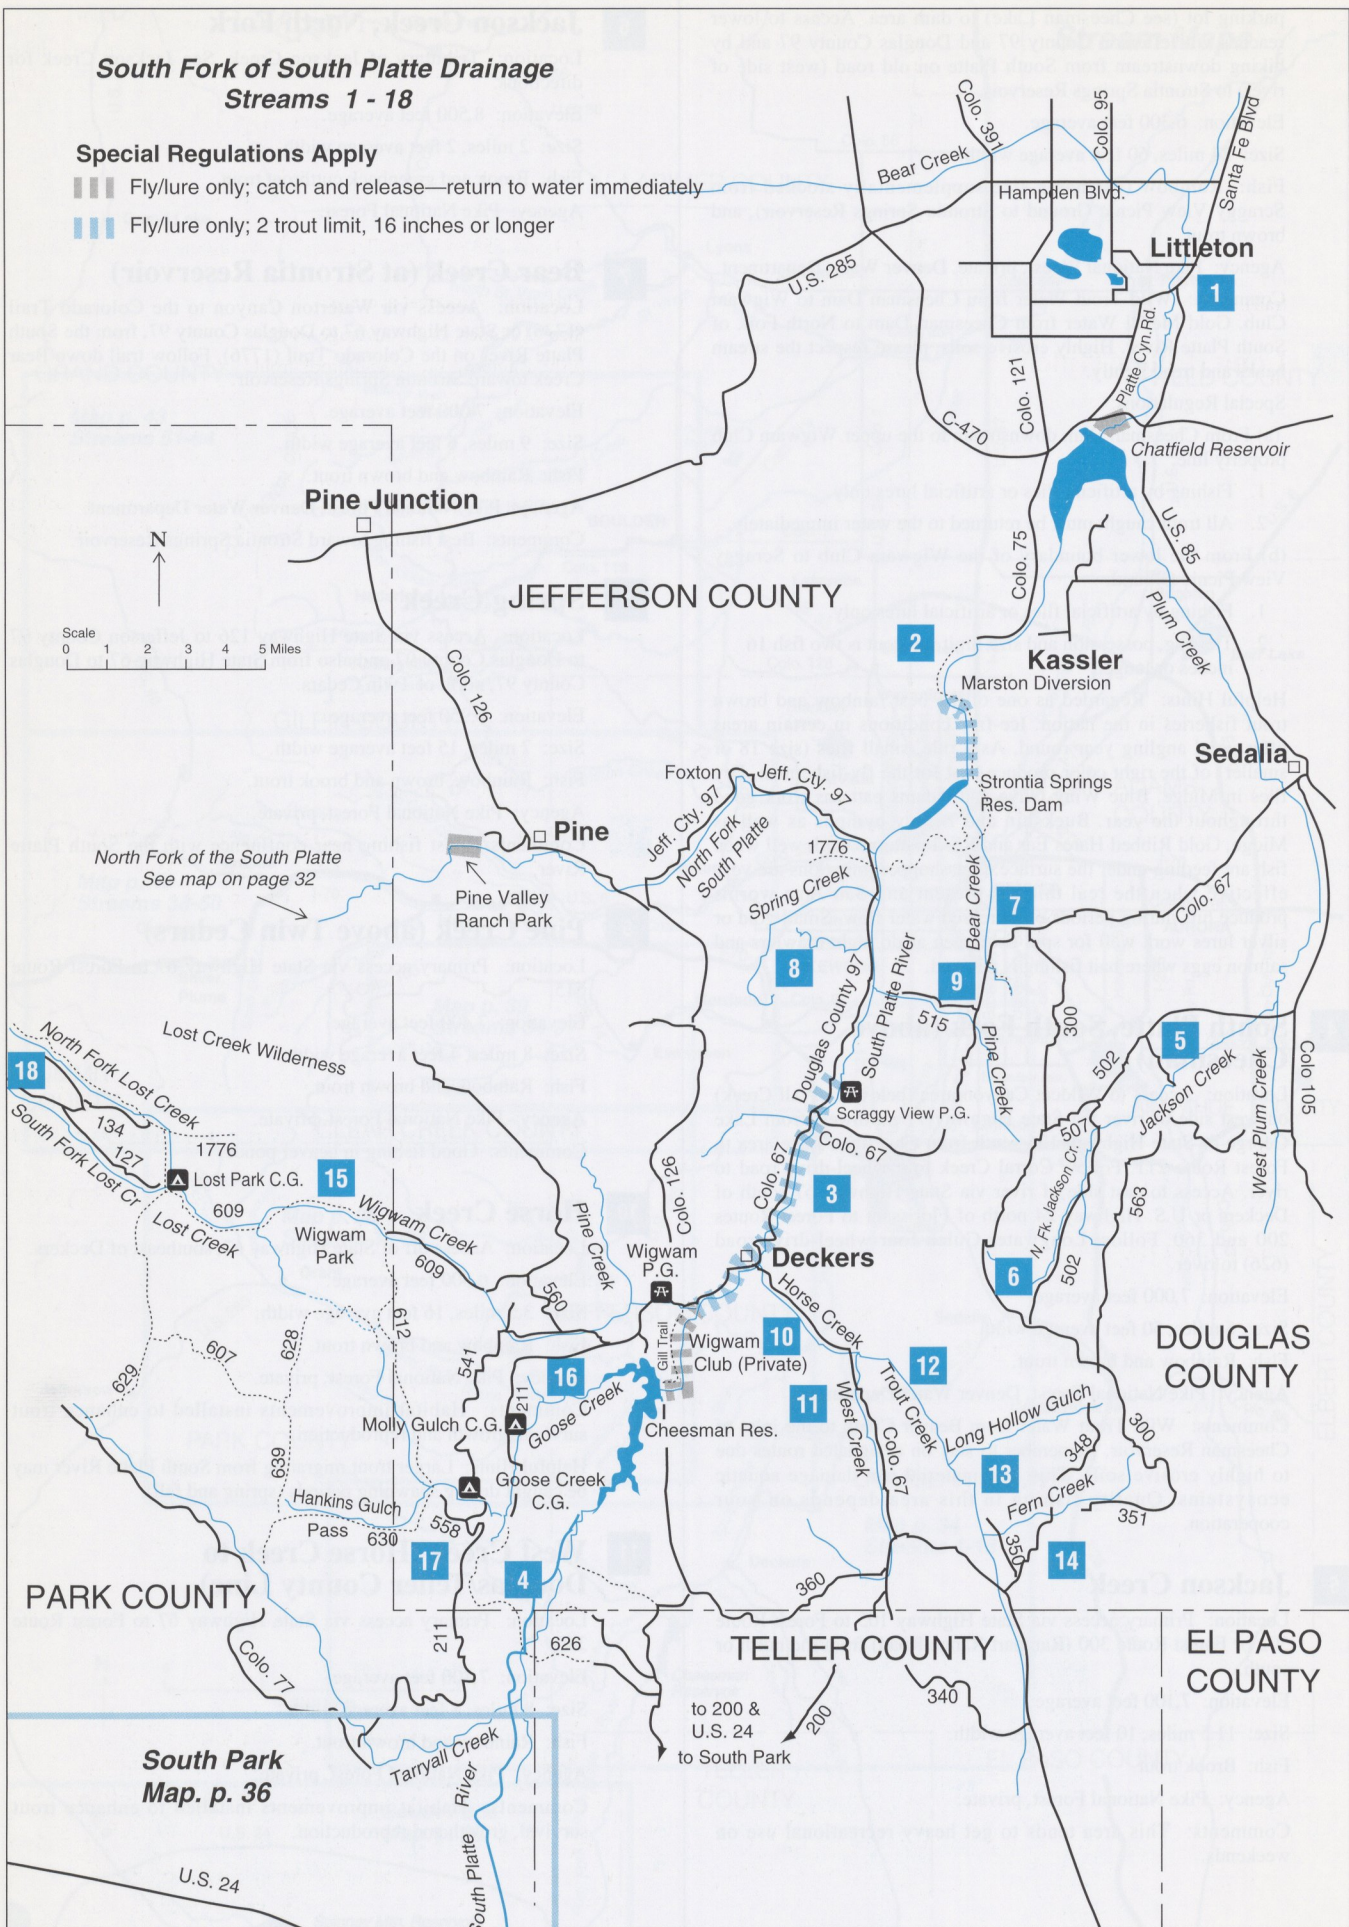 South Fork of South Platte Drainage
Streams 1 - 18
Special Regulations Apply
Fly/lure only; catch and release—return to water immediately
Fly/lure only; 2 trout limit, 16 inches or longer
Colo. 391
Colo. 95
Santa Fe Blvd
Bear Creek
Hampden Blvd.
Littleton
1
U.S. 285
Platte Cyn.Rd.
Colo. 121
C-470
Chatfield Reservoir
Pine Junction
N
U.S. 85
Colo. 75
JEFFERSON COUNTY
Plum Creek
Scale
0 1 2 3 4 5 Miles
2
Kassler
Marston Diversion
Colo. 126
Sedalia
Foxton
Jeff. Cty. 97
Strontia Springs
Res. Dam
Jeff. Cty. 97
North Fork
South Platte
Pine
1776
North Fork of the South Platte
See map on page 32
Spring Creek
Pine Valley
Ranch Park
Bear Creek
7
Colo. 67
8
Douglas County 97
South Platte River
9
515
300
Pine Creek
5
502
Jackson Creek
West Plum Creek
Colo 105
North Fork Lost Creek
Lost Creek Wilderness
18
Scraggy View P.G.
134
127
507
South Fork Lost Cr
1776
15
Lost Park C.G.
Colo. 67
Colo. 126
Colo. 67
3
N. Fk. Jackson Cr.
563
609
Lost Creek
Wigwam Creek
Wigwam
Park
609
Pine Creek
Wigwam
P.G.
Deckers
6
502
560
Horse Creek
612
628
607
629
541
Gill Trail
Wigwam
Club (Private)
10
DOUGLAS
COUNTY
12
16
211
Goose Creek
11
Trout Creek
West Creek
Long Hollow Gulch
Molly Gulch C.G.
Cheesman Res.
300
348
639
Colo. 67
13
Goose Creek
C.G.
Fern Creek
Hankins Gulch
351
Pass
630
558
17
350
14
4
360
PARK COUNTY
211
626
TELLER COUNTY
EL PASO
COUNTY
Colo. 77
340
to 200 &
U.S. 24
to South Park
200
South Park
Map. p. 36
Tarryall Creek
South Platte River
U.S. 24